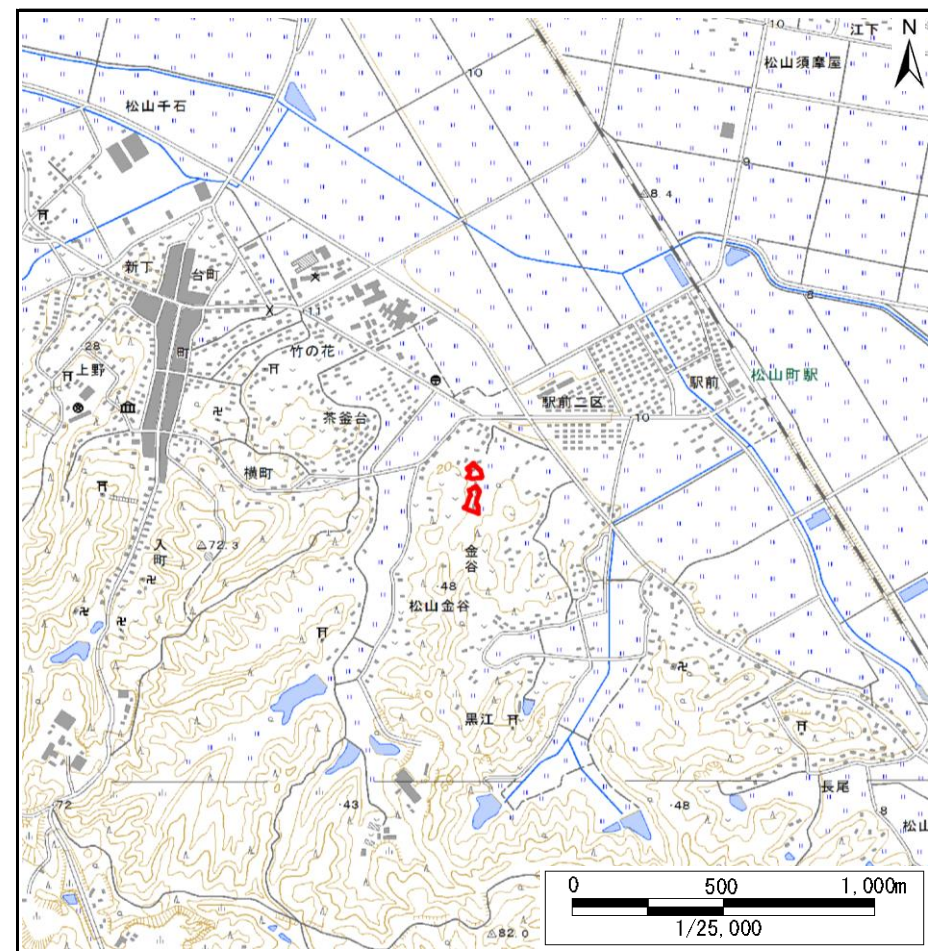 10
江下
N
松山須摩屋
10
松山千石
9
8.4
新丁
台町
8
11
竹の花
28
町
上野
駅前
松山町駅
駅前二区
茶釜台
10
20
横町
入町
72.3
金谷
48
松山金谷
黒江
長尾
72
43
48
8
松山
0 500 1,000m
1/25,000
82.0